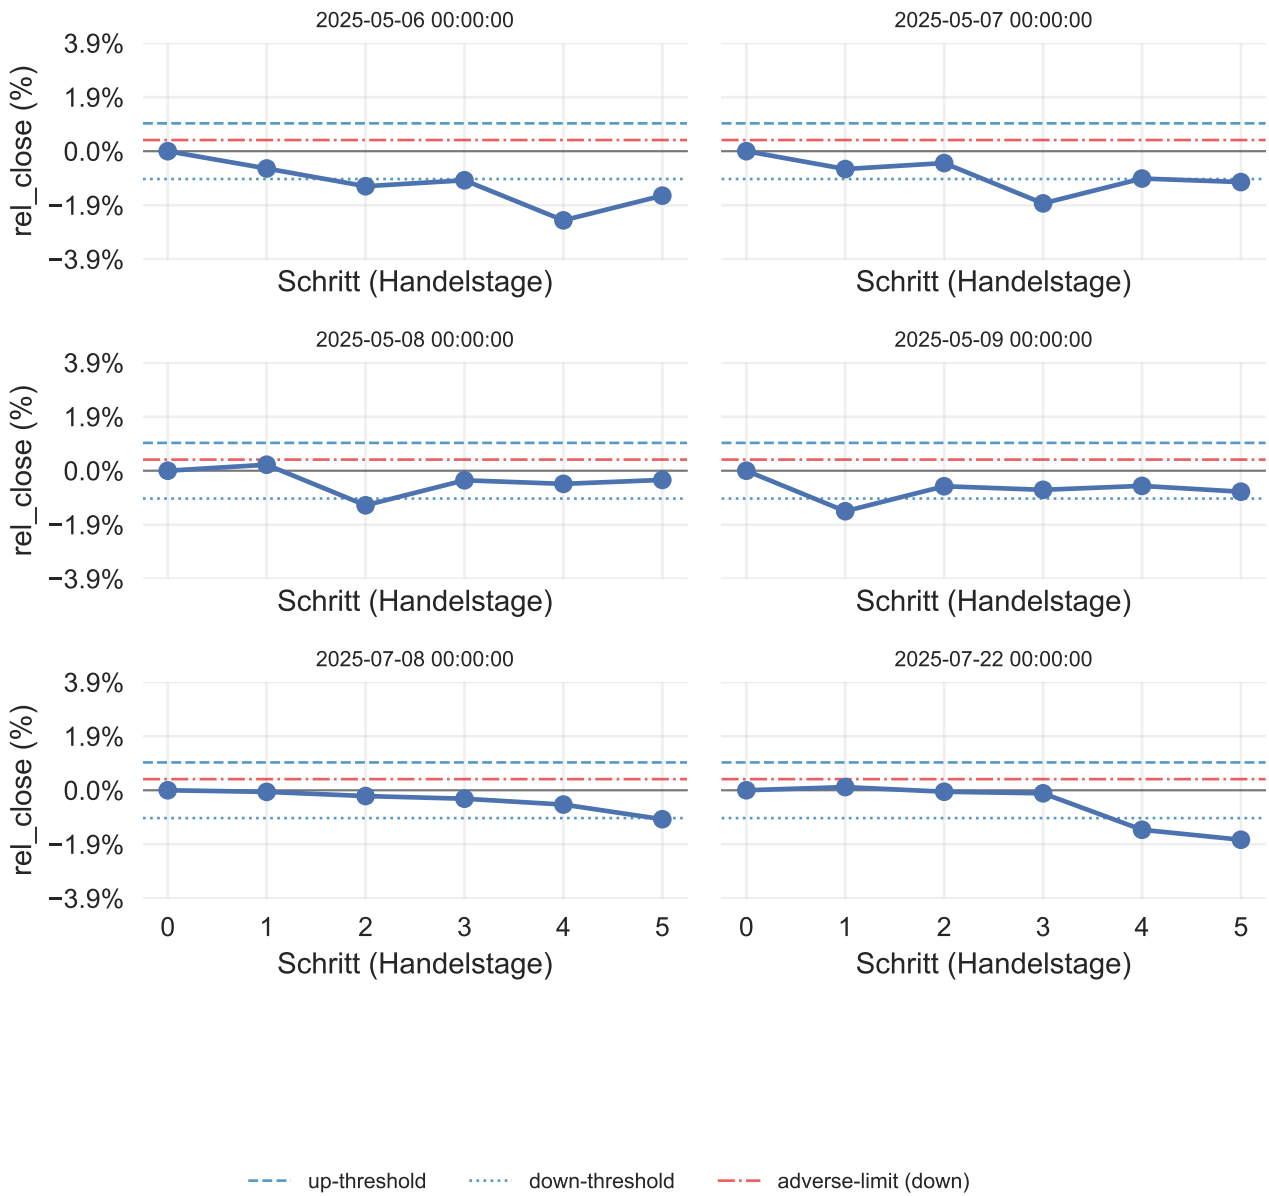 2025-05-06 00:00:00
2025-05-07 00:00:00
rel_close (%)
3.9%
1.9%
0.0%
−1.9%
−3.9%
Schritt (Handelstage)
Schritt (Handelstage)
2025-05-08 00:00:00
2025-05-09 00:00:00
rel_close (%)
3.9%
1.9%
0.0%
−1.9%
−3.9%
Schritt (Handelstage)
Schritt (Handelstage)
2025-07-08 00:00:00
2025-07-22 00:00:00
rel_close (%)
3.9%
1.9%
0.0%
−1.9%
−3.9%
0 1 2 3 4 5
0 1 2 3 4 5
Schritt (Handelstage)
Schritt (Handelstage)
up-threshold
down-threshold
adverse-limit (down)